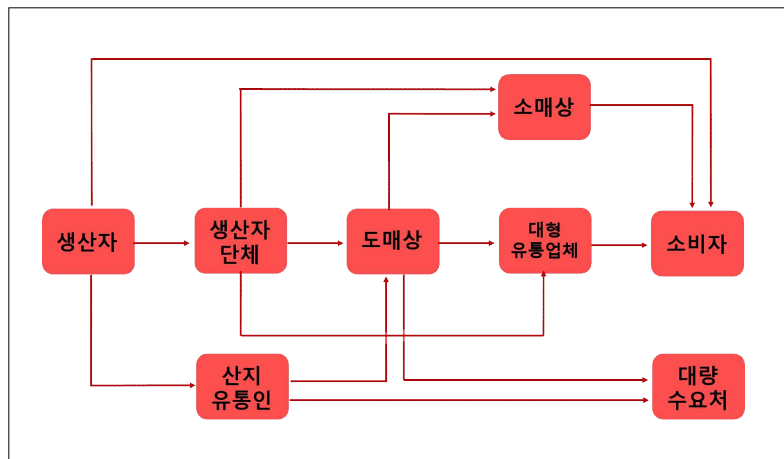 소매상
생산자
생산자
단체
도매상
대형
유통업체
소비자
산지
유통인
대량
수요처